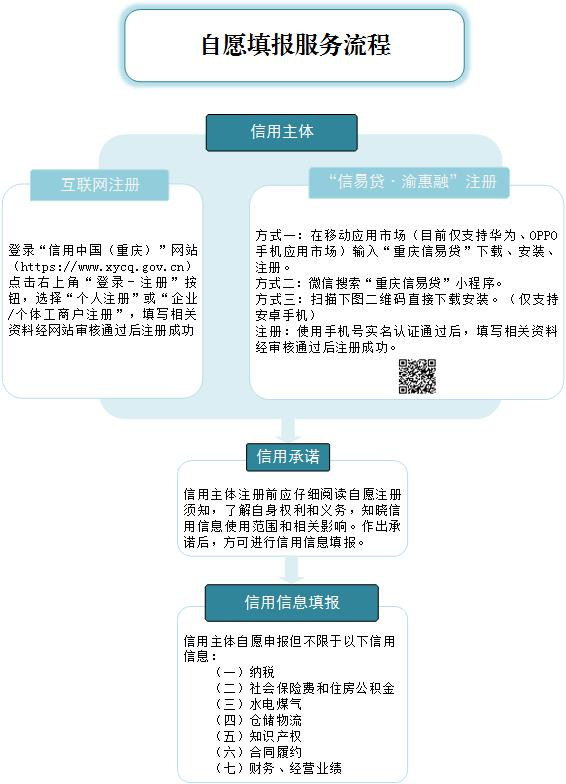 自愿填报服务流程
信用主体
互联网注册
登录“信用中国（重庆）”网站
（https://www.xycq.gov.cn）
点击右上角“登录-注册”按
钮，选择“个人注册”或“企业
/个体工商户注册”，填写相关
资料经网站审核通过后注册成功
“信易贷·渝惠融”注册
方式一：在移动应用市场（目前仅支持华为、OPPO
手机应用市场）输入“重庆信易贷”下载、安装、
注册。
方式二：微信搜索“重庆信易贷”小程序。
方式三：扫描下图二维码直接下载安装。（仅支持
安卓手机）
注册：使用手机号实名认证通过后，填写相关资料
经审核通过后注册成功。
信用承诺
信用主体注册前应仔细阅读自愿注册
须知，了解自身权利和义务，知晓信
用信息使用范围和相关影响。作出承
诺后，方可进行信用信息填报。
信用信息填报
信用主体自愿申报但不限于以下信用
信息：
（一）纳税
（二）社会保险费和住房公积金
（三）水电煤气
（四）仓储物流
（五）知识产权
（六）合同履约
（七）财务、经营业绩